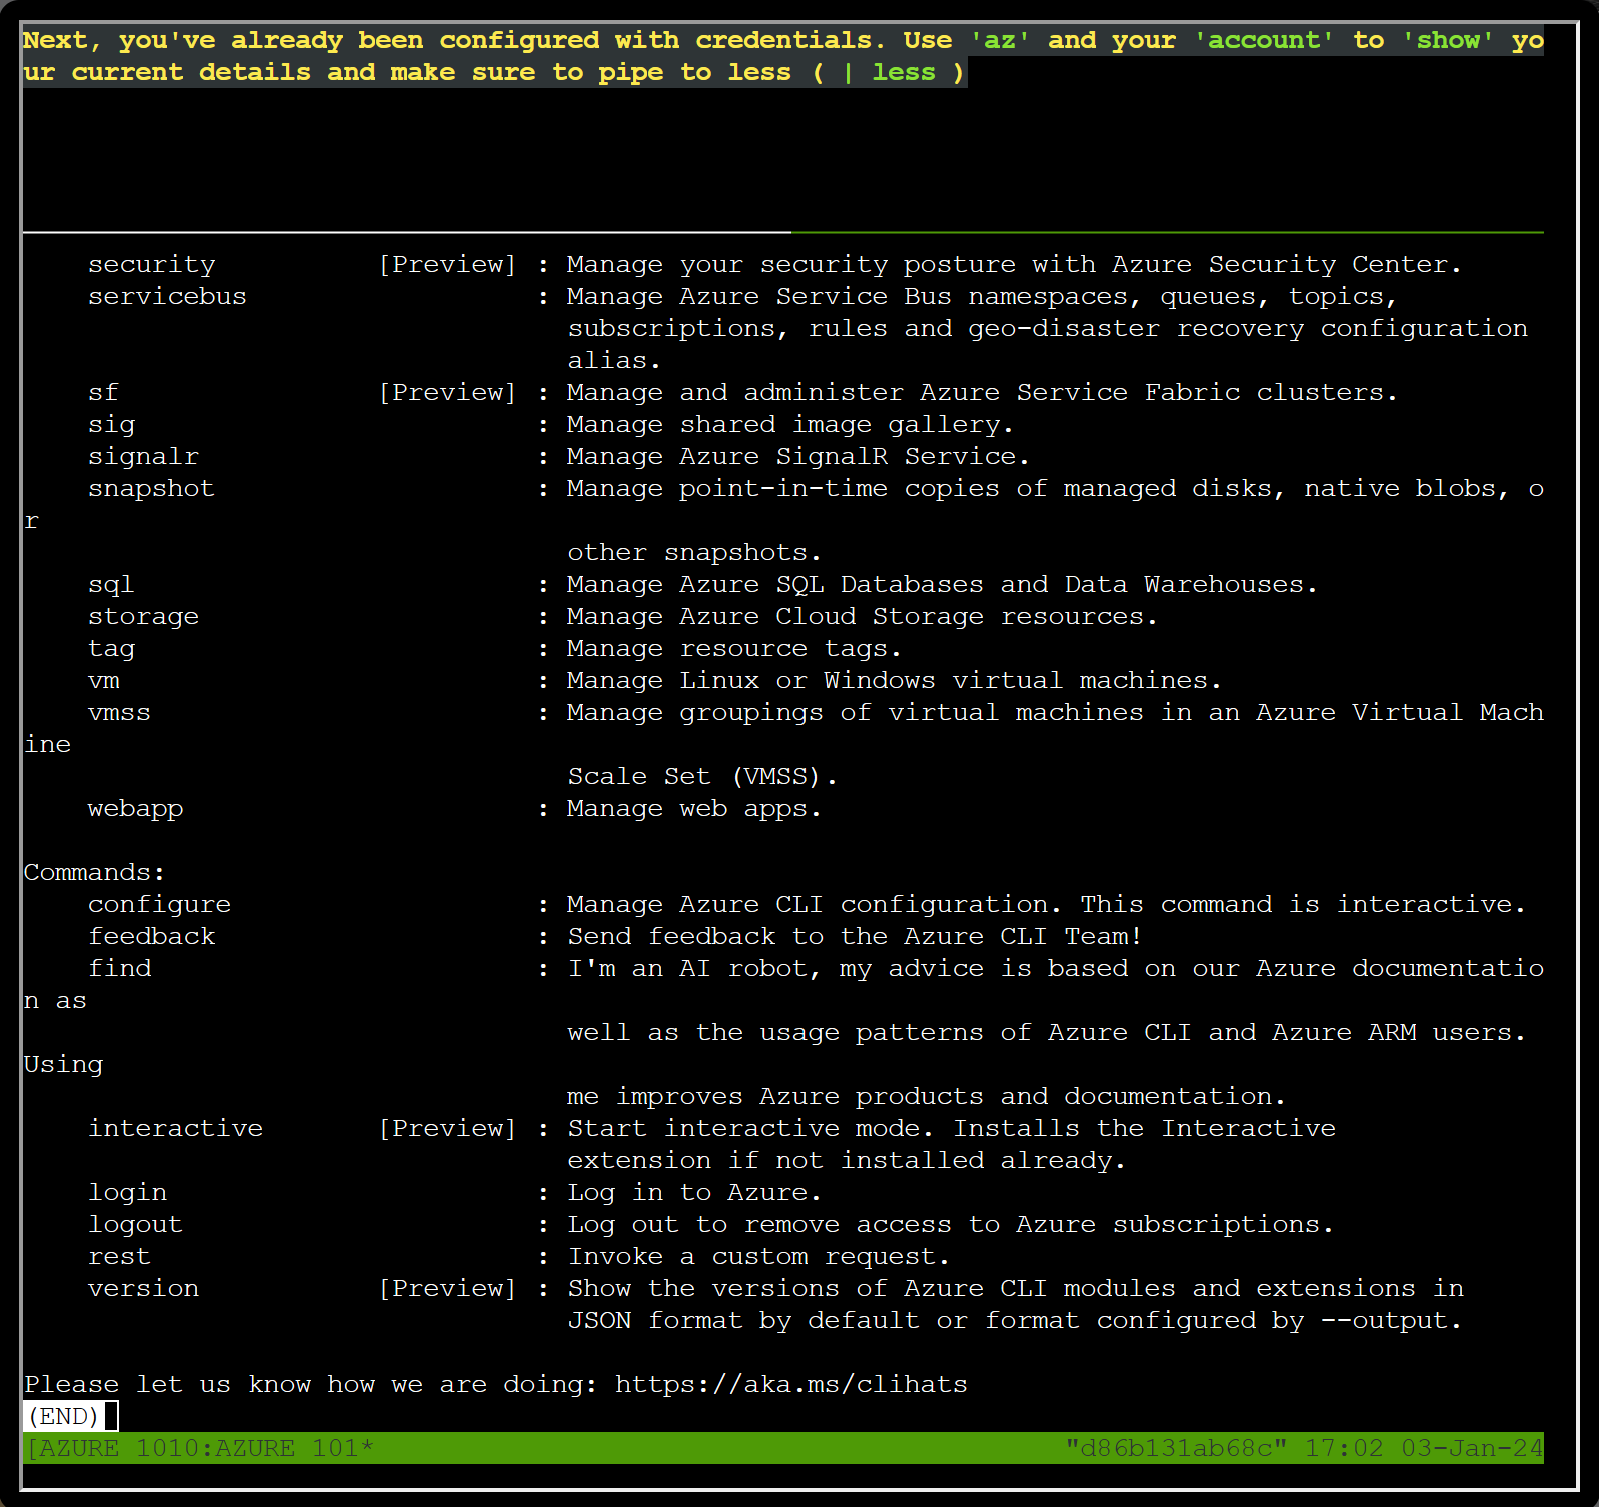 Next, you've already been configured with credentials. Use 'az' and your 'account' to 'show' yo
ur current details and make sure to pipe to less ( | less )
security [Preview] : Manage your security posture with Azure Security Center.
servicebus : Manage Azure Service Bus namespaces, queues, topics,
subscriptions, rules and geo-disaster recovery configuration
alias.
sf [Preview] : Manage and administer Azure Service Fabric clusters.
sig : Manage shared image gallery.
signalr : Manage Azure SignalR Service.
snapshot : Manage point-in-time copies of managed disks, native blobs, o
r
other snapshots.
sql : Manage Azure SQL Databases and Data Warehouses.
storage : Manage Azure Cloud Storage resources.
tag : Manage resource tags.
vm : Manage Linux or Windows virtual machines.
vmss : Manage groupings of virtual machines in an Azure Virtual Mach
ine
Scale Set (VMSS).
webapp : Manage web apps.
Commands:
configure : Manage Azure CLI configuration. This command is interactive.
feedback : Send feedback to the Azure CLI Team!
find : I'm an AI robot, my advice is based on our Azure documentatio
n as
well as the usage patterns of Azure CLI and Azure ARM users.
Using
me improves Azure products and documentation.
interactive [Preview] : Start interactive mode. Installs the Interactive
extension if not installed already.
login : Log in to Azure.
logout : Log out to remove access to Azure subscriptions.
rest : Invoke a custom request.
version [Preview] : Show the versions of Azure CLI modules and extensions in
JSON format by default or format configured by --output.
Please let us know how we are doing: https://aka.ms/clihats
(END)
[AZURE 1010:AZURE 101* "d86b131ab68c" 17:02 03-Jan-24